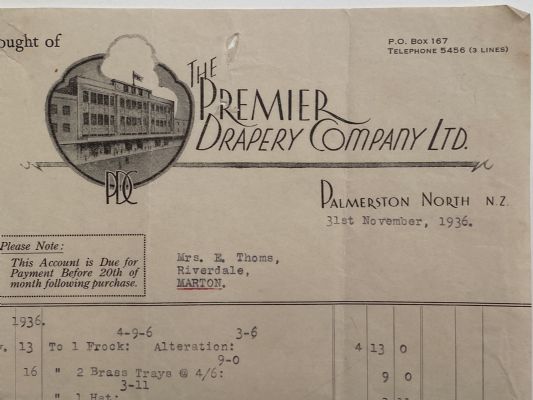 ought of
P.O. Box 167
Telephone 5456 (3 lines)
The
Premier
Drapery Company Ltd.
PDC
Palmerston North N.Z.
31st November, 1936.
Please Note:
This Account is Due for
Payment Before 20th of
month following purchase.
Mrs. E. Thoms,
Riverdale,
MARTON.
1936.
4-9-6 3-6
v. 13 To 1 Frock: Alteration: 4 13 0
9-0
16 " 2 Brass Trays @ 4/6: 9 0
3-11
" 1 Hat: 3 11